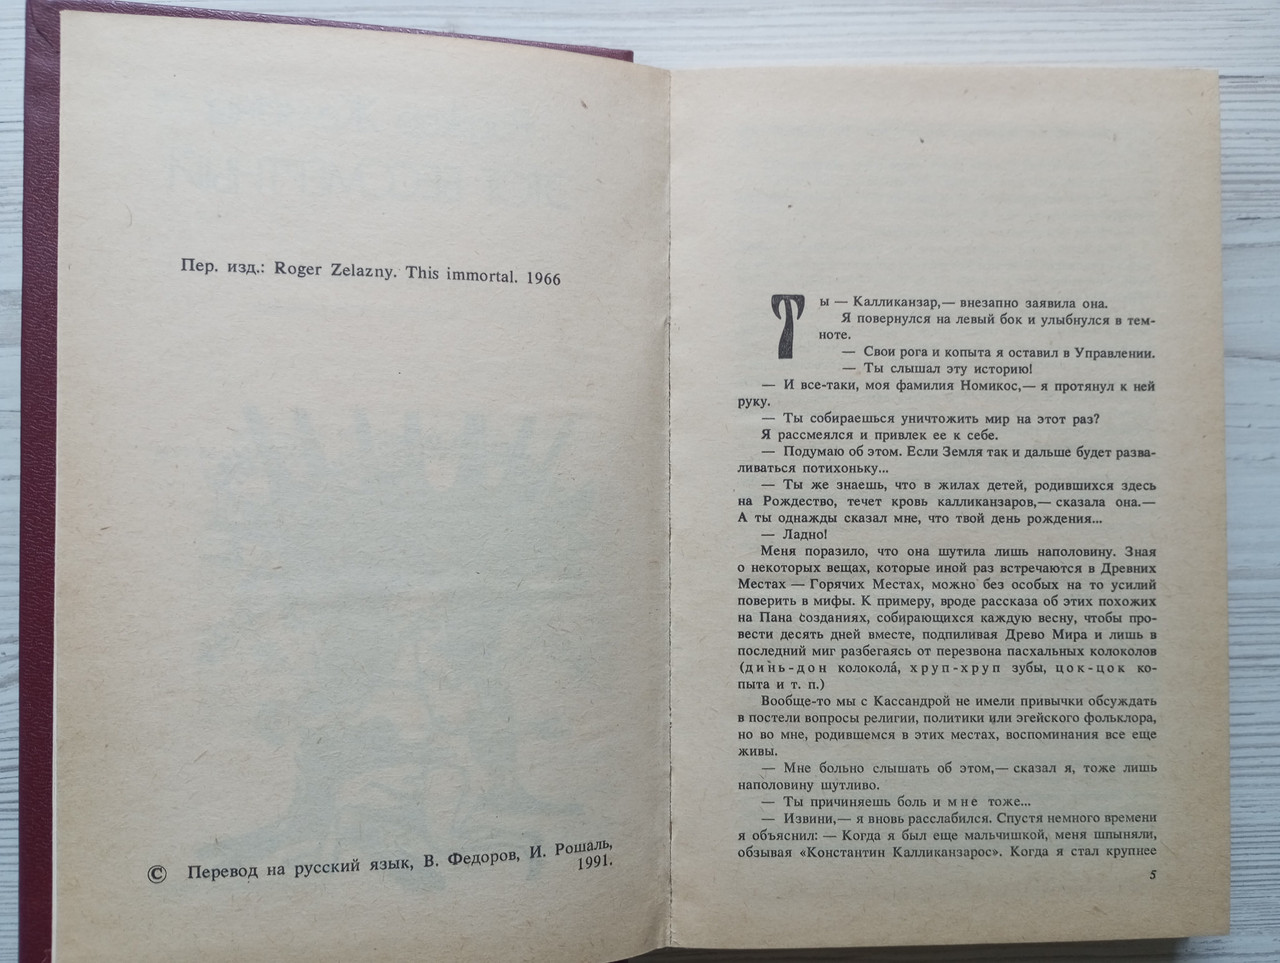 Пер. изд.: Roger Zelazny. This immortal. 1966
© Перевод на русский язык, В. Федоров, И. Рошаль,
1991.
Ты — Калликанзар,— внезапно заявила она.
Я повернулся на левый бок и улыбнулся в тем-
ноте.
— Свои рога и копыта я оставил в Управлении.
— Ты слышал эту историю!
— И все-таки, моя фамилия Номикос,— я протянул к ней
руку.
— Ты собираешься уничтожить мир на этот раз?
Я рассмеялся и привлек ее к себе.
— Подумаю об этом. Если Земля так и дальше будет разва-
ливаться потихоньку...
— Ты же знаешь, что в жилах детей, родившихся здесь
на Рождество, течет кровь калликанзаров,— сказала она.—
А ты однажды сказал мне, что твой день рождения...
— Ладно!
Меня поразило, что она шутила лишь наполовину. Зная
о некоторых вещах, которые иной раз встречаются в Древних
Местах — Горячих Местах, можно без особых на то усилий
поверить в мифы. К примеру, вроде рассказа об этих похожих
на Пана созданиях, собирающихся каждую весну, чтобы про-
вести десять дней вместе, подпиливая Древо Мира и лишь в
последний миг разбегаясь от перезвона пасхальных колоколов
(динь-дон колокола́, хруп-хруп зубы, цок-цок ко-
пыта и т. п.)
Вообще-то мы с Кассандрой не имели привычки обсуждать
в постели вопросы религии, политики или эгейского фольклора,
но во мне, родившемся в этих местах, воспоминания все еще
живы.
— Мне больно слышать об этом,— сказал я, тоже лишь
наполовину шутливо.
— Ты причиняешь боль и мне тоже...
— Извини,— я вновь расслабился. Спустя немного времени
я объяснил: — Когда я был еще мальчишкой, меня шпыняли,
обзывая «Константин Калликанзарос». Когда я стал крупнее
5